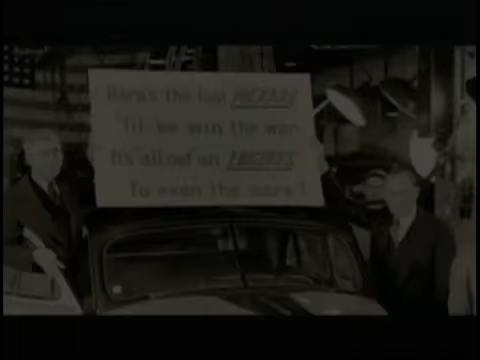 Here's the last PACKARD
'Til we win the war
It's all out on ENGINES
To even the score!